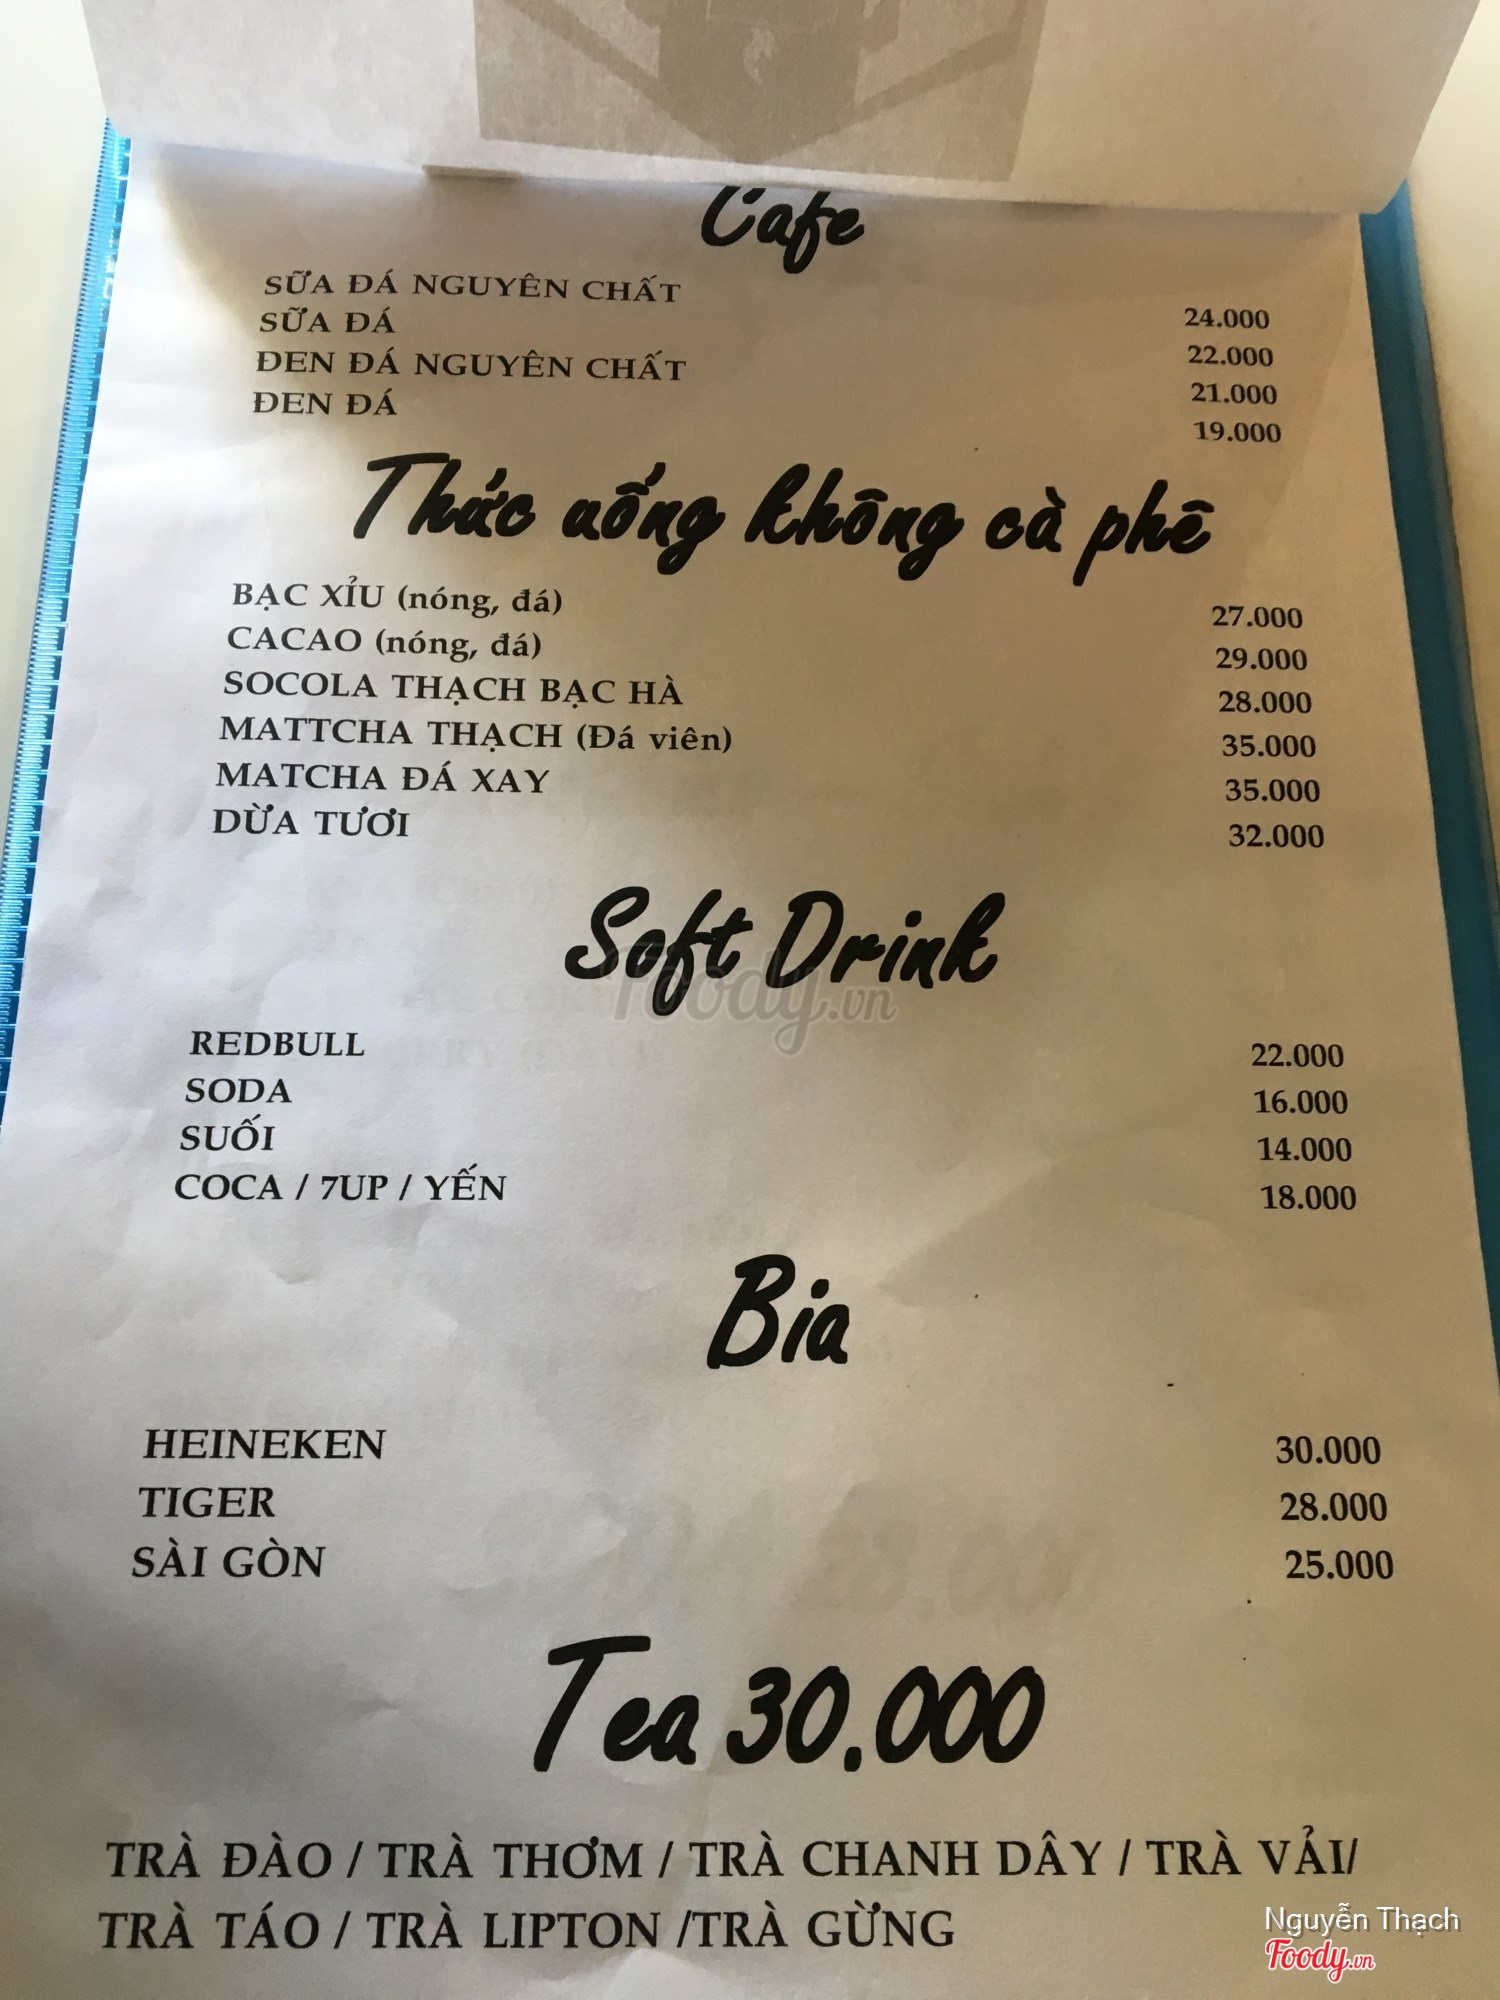 Cafe
SỮA ĐÁ NGUYÊN CHẤT 24.000
SỮA ĐÁ 22.000
ĐEN ĐÁ NGUYÊN CHẤT 21.000
ĐEN ĐÁ 19.000
Thức uống không cà phê
BẠC XỈU (nóng, đá) 27.000
CACAO (nóng, đá) 29.000
SOCOLA THẠCH BẠC HÀ 28.000
MATTCHA THẠCH (Đá viên) 35.000
MATCHA ĐÁ XAY 35.000
DỪA TƯƠI 32.000
Soft Drink
Foody.vn
REDBULL 22.000
SODA 16.000
SUỐI 14.000
COCA / 7UP / YẾN 18.000
Bia
HEINEKEN 30.000
TIGER 28.000
SÀI GÒN 25.000
Tea 30.000
TRÀ ĐÀO / TRÀ THƠM / TRÀ CHANH DÂY / TRÀ VẢI/
TRÀ TÁO / TRÀ LIPTON /TRÀ GỪNG
Nguyễn Thạch
Foody.vn